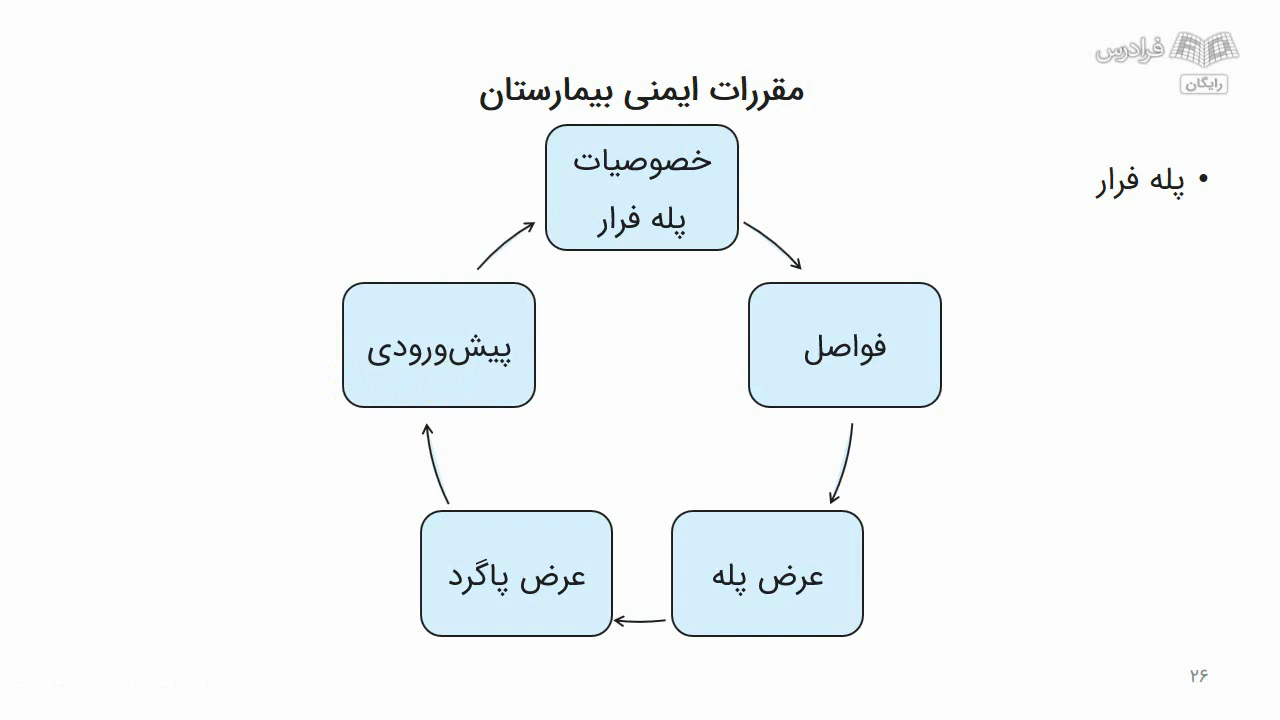 فرادرس
رایگان
مقررات ایمنی بیمارستان
• پله فرار
خصوصیات
پله فرار
فواصل
عرض پله
عرض پاگرد
پیش‌ورودی
۲۶